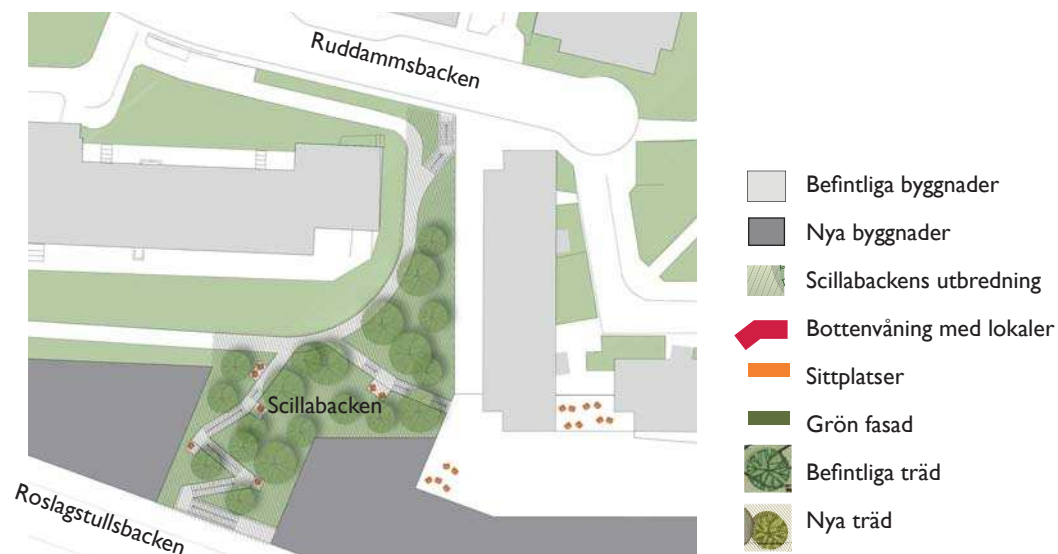 Ruddammsbacken
Scillabacken
Roslagstullsbacken
Befintliga byggnader
Nya byggnader
Scillabackens utbredning
Bottenvåning med lokaler
Sittplatser
Grön fasad
Befintliga träd
Nya träd